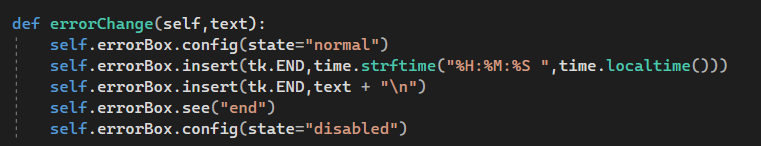 def errorChange(self,text):
    self.errorBox.config(state="normal")
    self.errorBox.insert(tk.END,time.strftime("%H:%M:%S ",time.localtime()))
    self.errorBox.insert(tk.END,text + "\n")
    self.errorBox.see("end")
    self.errorBox.config(state="disabled")